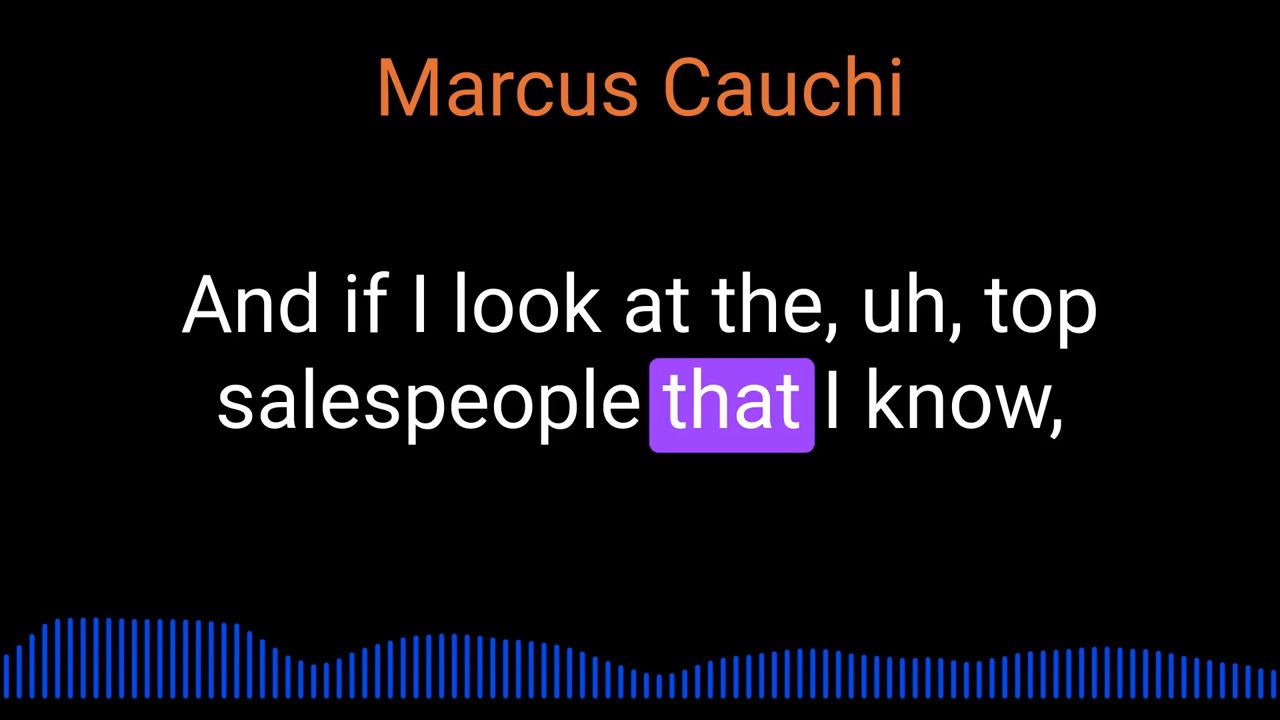 Marcus Cauchi
And if I look at the, uh, top
salespeople that I know,